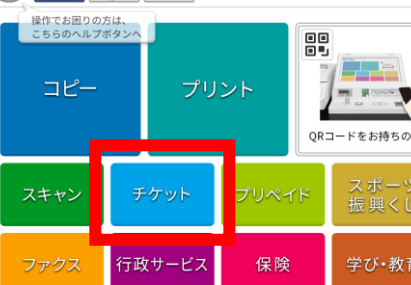 操作でお困りの方は、
こちらのヘルプボタンへ
コピー
プリント
QRコードをお持ちの
スキャン
チケット
プリペイド
スポーツ
振興く
ファクス
行政サービス
保険
学び・教育